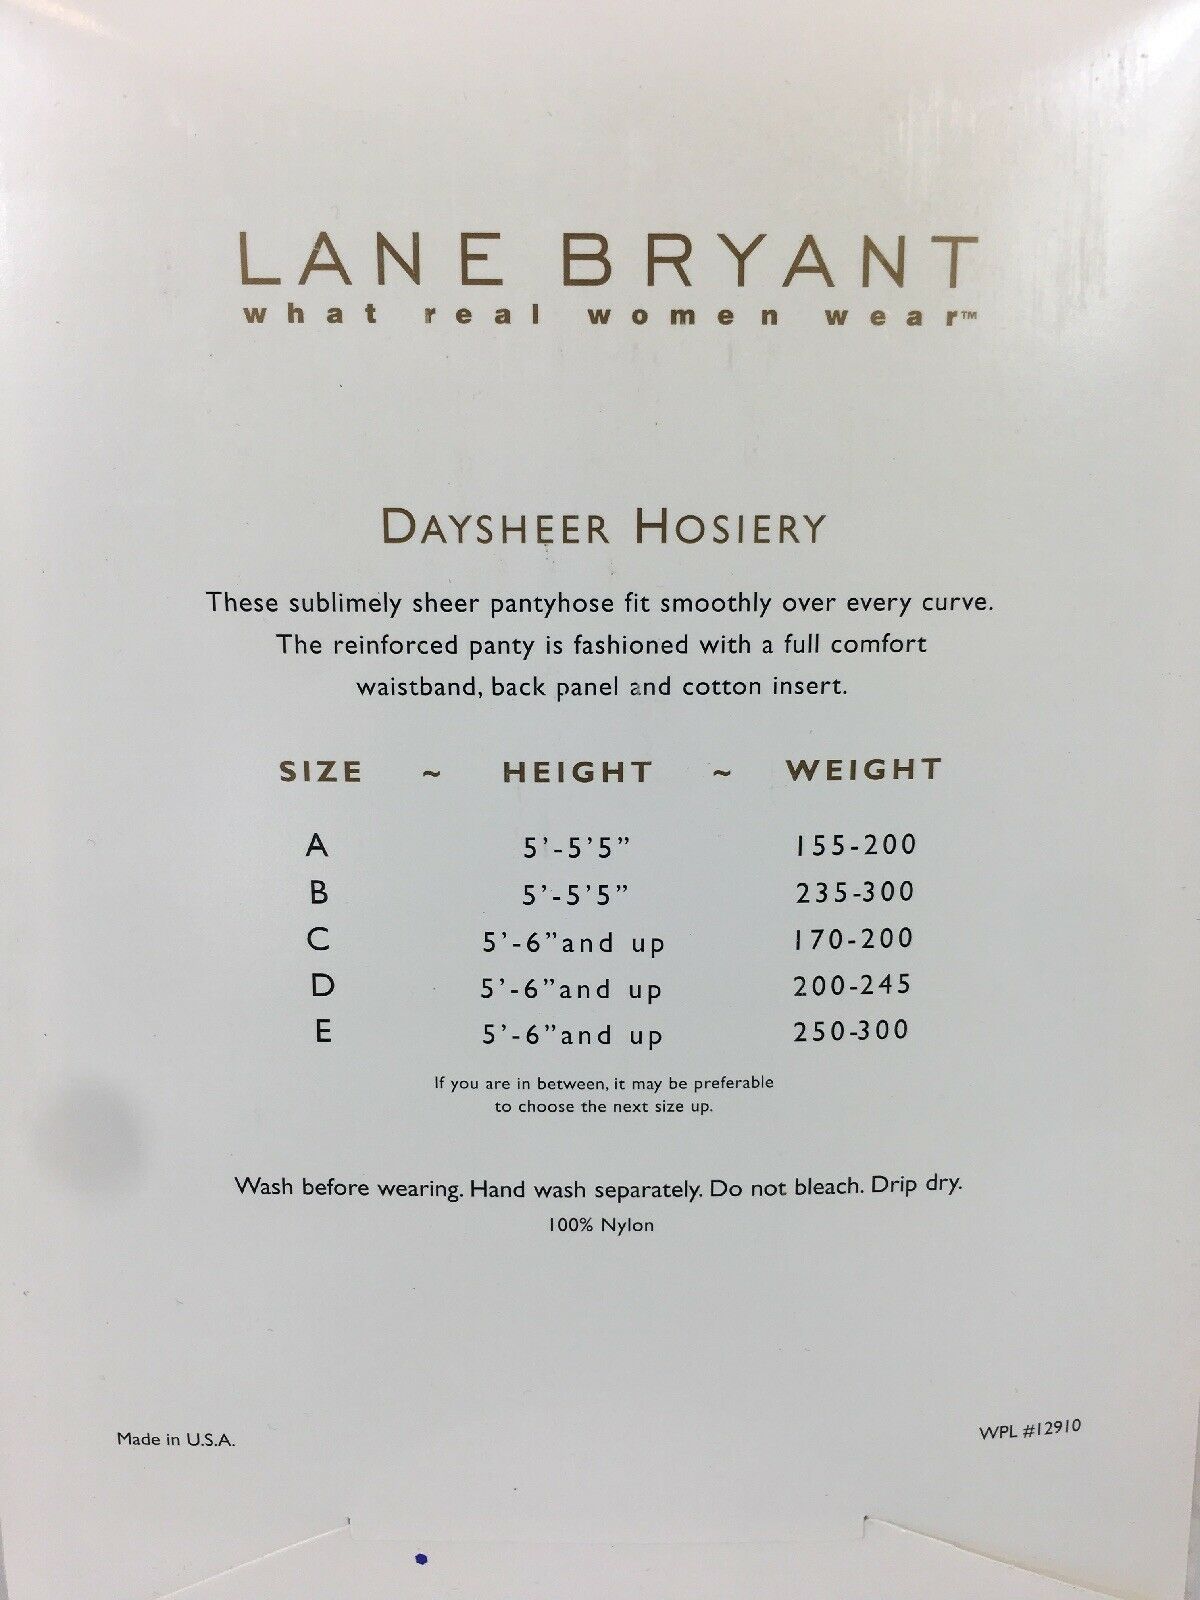 LANE BRYANT
what real women wear™
DAYSHEER HOSIERY
These sublimely sheer pantyhose fit smoothly over every curve.
The reinforced panty is fashioned with a full comfort
waistband, back panel and cotton insert.
SIZE ~ HEIGHT ~ WEIGHT
A 5'-5'5" 155-200
B 5'-5'5" 235-300
C 5'-6"and up 170-200
D 5'-6"and up 200-245
E 5'-6"and up 250-300
If you are in between, it may be preferable
to choose the next size up.
Wash before wearing. Hand wash separately. Do not bleach. Drip dry.
100% Nylon
Made in U.S.A. WPL #12910